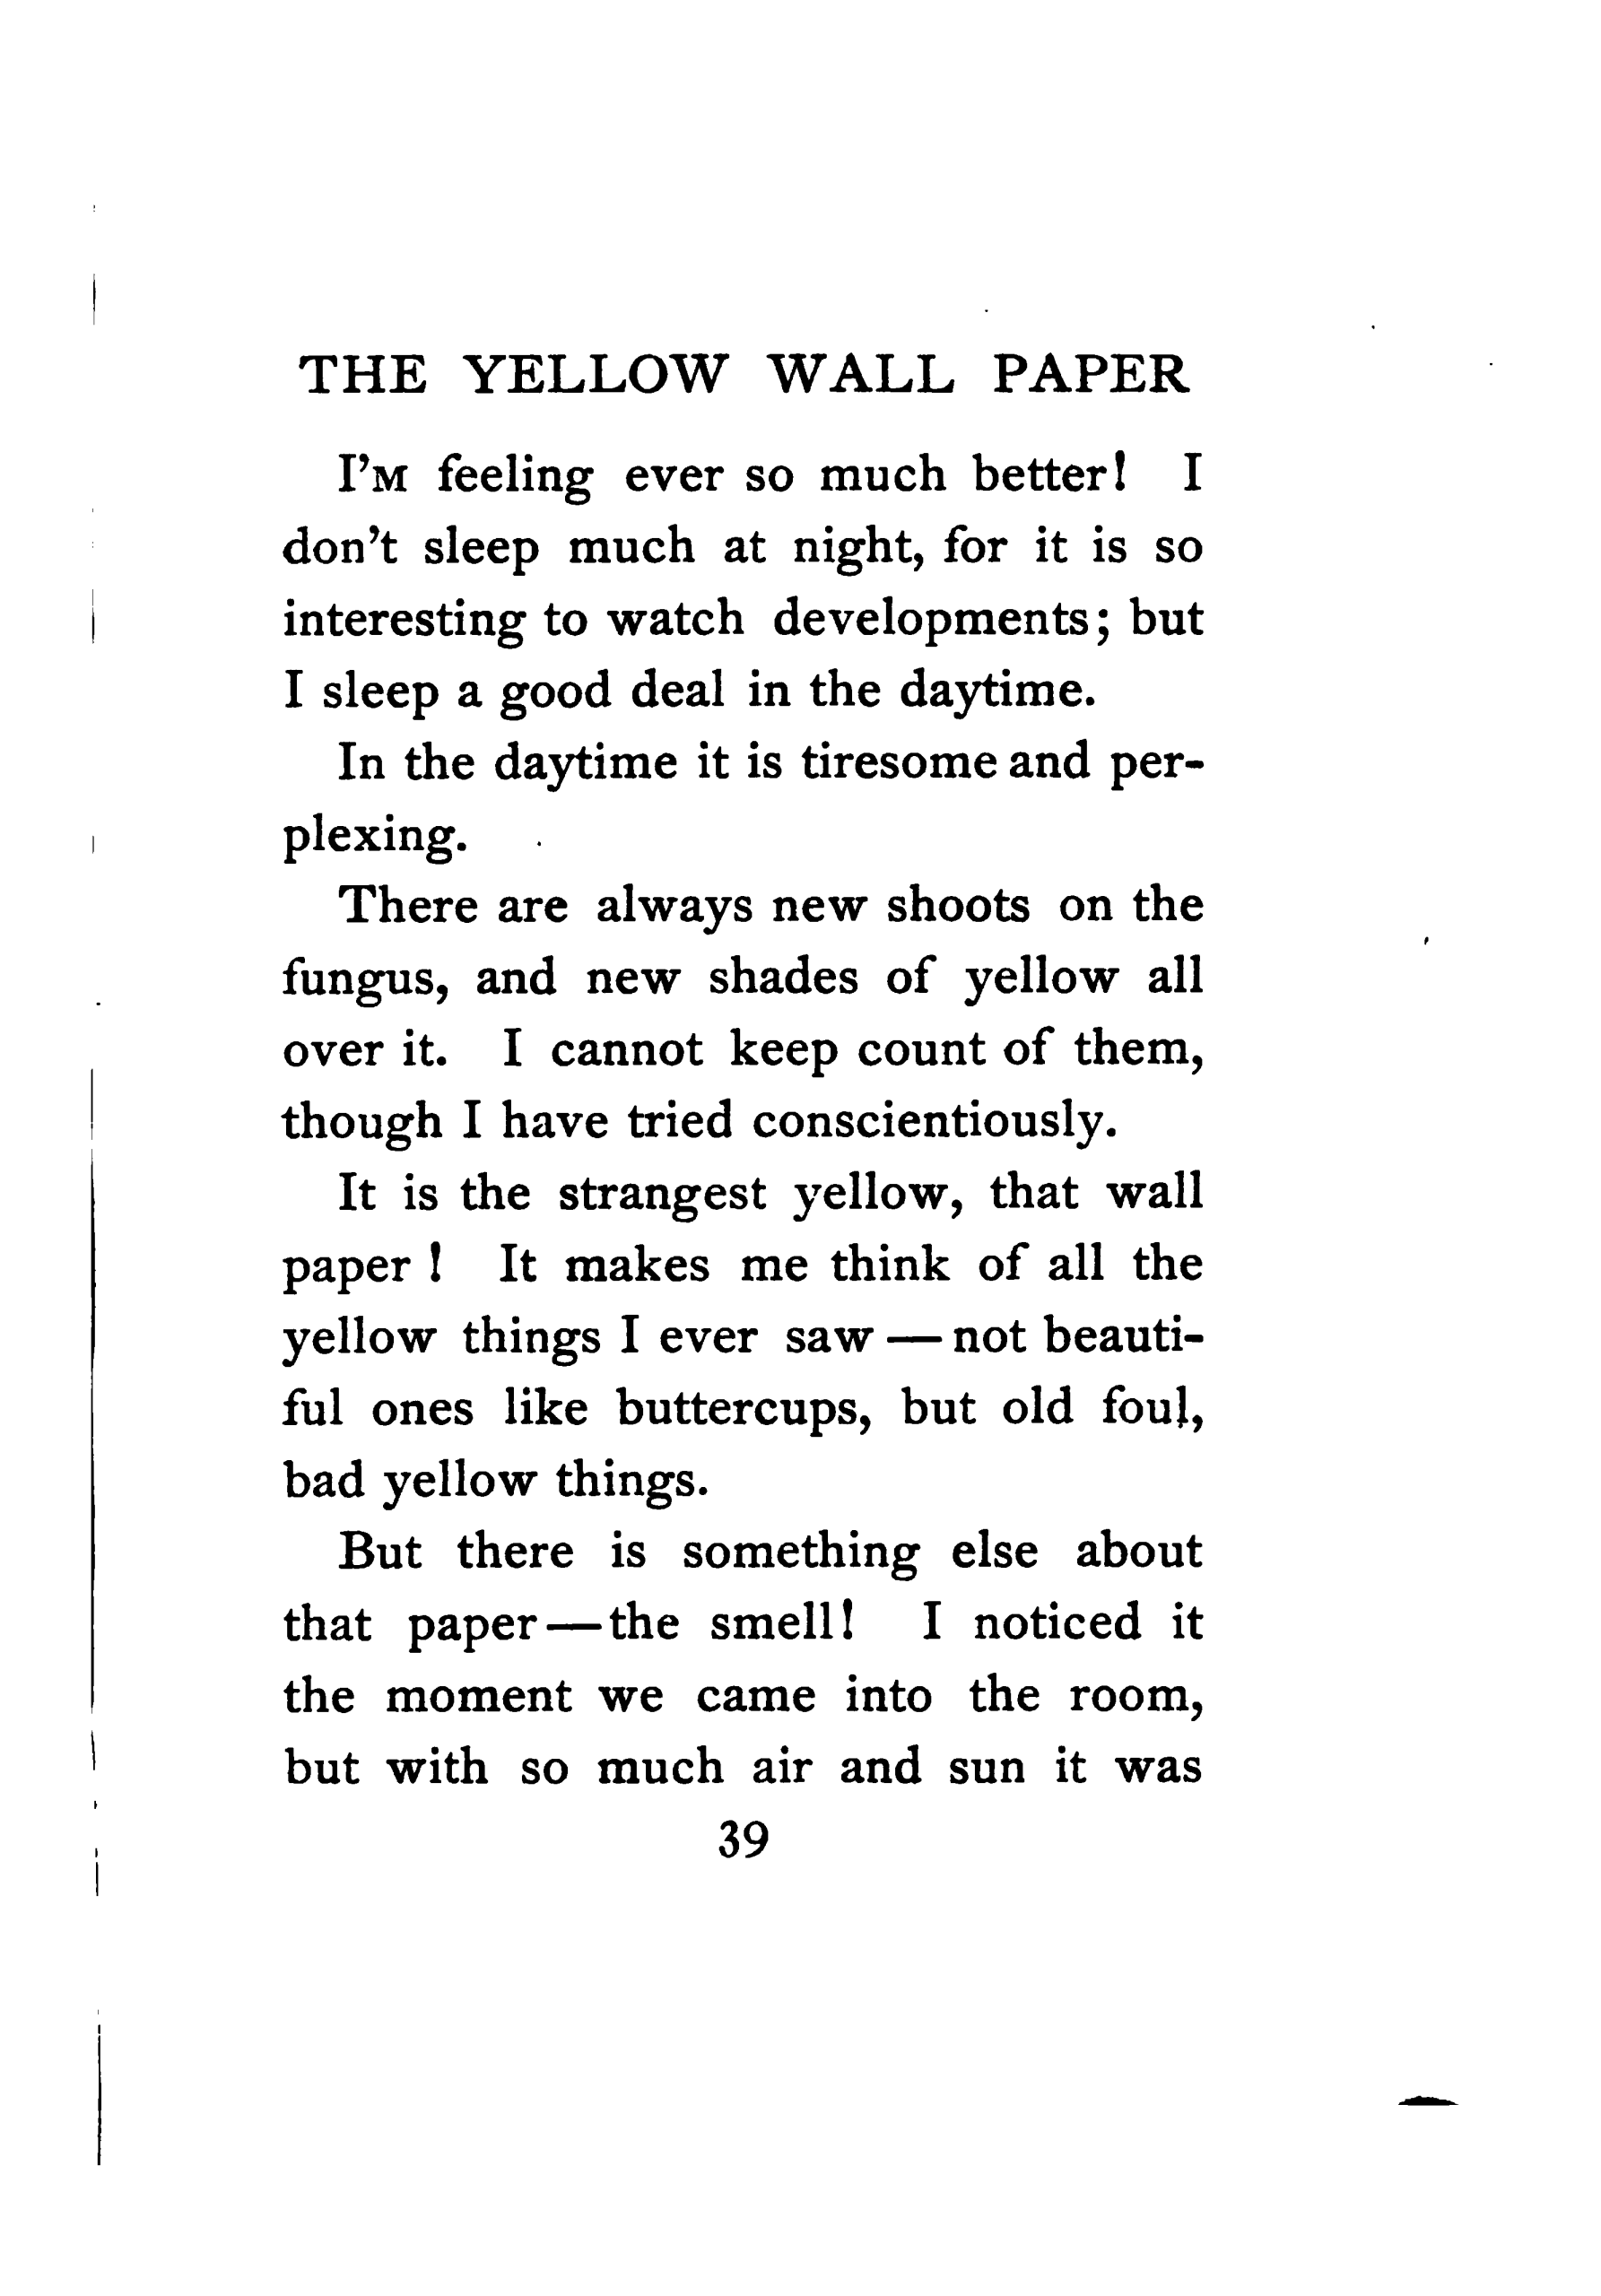 THE YELLOW WALL PAPER
I'M feeling ever so much better! I
don't sleep much at night, for it is so
interesting to watch developments; but
I sleep a good deal in the daytime.
In the daytime it is tiresome and per-
plexing.
There are always new shoots on the
fungus, and new shades of yellow all
over it. I cannot keep count of them,
though I have tried conscientiously.
It is the strangest yellow, that wall
paper! It makes me think of all the
yellow things I ever saw—not beauti-
ful ones like buttercups, but old foul,
bad yellow things.
But there is something else about
that paper—the smell! I noticed it
the moment we came into the room,
but with so much air and sun it was
39